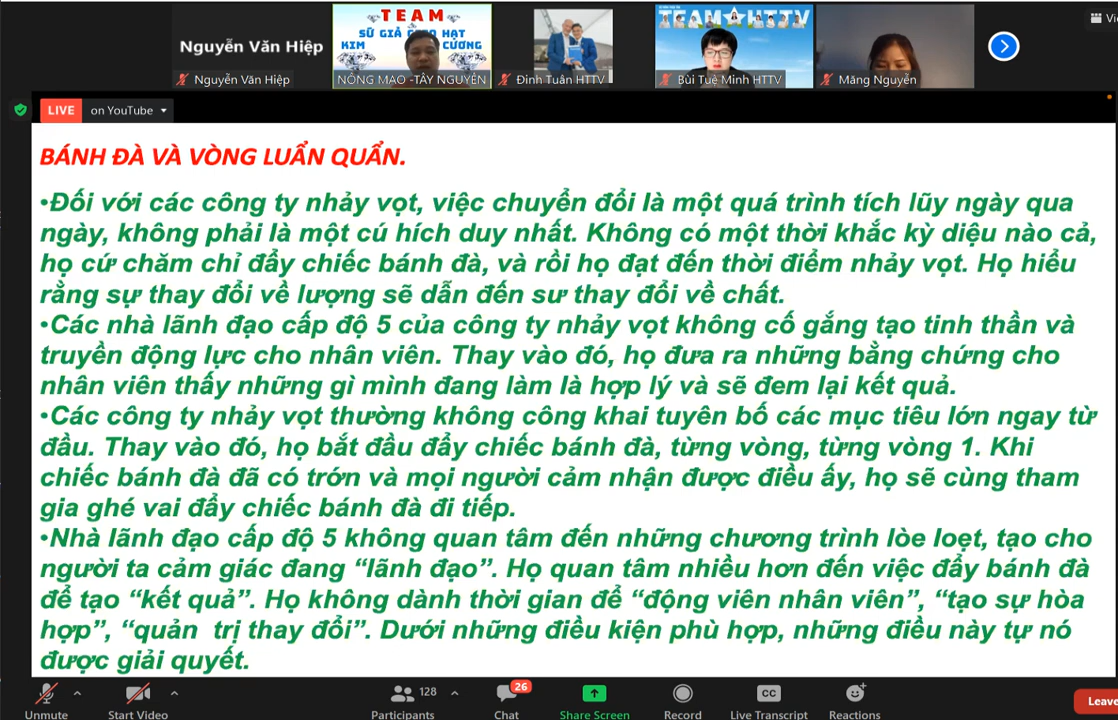 Nguyễn Văn Hiệp
Nguyễn Văn Hiệp
TEAM
SỨ GIẢ GIEO HẠT
KIM CƯƠNG
NÔNG MẠO -TÂY NGUYÊN
Đinh Tuân HTTV
TEAM HTTV
Bùi Tuệ Minh HTTV
Măng Nguyễn
LIVE on YouTube
BÁNH ĐÀ VÀ VÒNG LUẨN QUẨN.
•Đối với các công ty nhảy vọt, việc chuyển đổi là một quá trình tích lũy ngày qua
ngày, không phải là một cú hích duy nhất. Không có một thời khắc kỳ diệu nào cả,
họ cứ chăm chỉ đẩy chiếc bánh đà, và rồi họ đạt đến thời điểm nhảy vọt. Họ hiểu
rằng sự thay đổi về lượng sẽ dẫn đến sư thay đổi về chất.
•Các nhà lãnh đạo cấp độ 5 của công ty nhảy vọt không cố gắng tạo tinh thần và
truyền động lực cho nhân viên. Thay vào đó, họ đưa ra những bằng chứng cho
nhân viên thấy những gì mình đang làm là hợp lý và sẽ đem lại kết quả.
•Các công ty nhảy vọt thường không công khai tuyên bố các mục tiêu lớn ngay từ
đầu. Thay vào đó, họ bắt đầu đẩy chiếc bánh đà, từng vòng, từng vòng 1. Khi
chiếc bánh đà đã có trớn và mọi người cảm nhận được điều ấy, họ sẽ cùng tham
gia ghé vai đẩy chiếc bánh đà đi tiếp.
•Nhà lãnh đạo cấp độ 5 không quan tâm đến những chương trình lòe loẹt, tạo cho
người ta cảm giác đang “lãnh đạo”. Họ quan tâm nhiều hơn đến việc đẩy bánh đà
để tạo “kết quả”. Họ không dành thời gian để “động viên nhân viên”, “tạo sự hòa
hợp”, “quản trị thay đổi”. Dưới những điều kiện phù hợp, những điều này tự nó
được giải quyết.
Unmute
Start Video
128
Participants
26
Chat
Share Screen
Record
CC
Live Transcript
Reactions
Leave